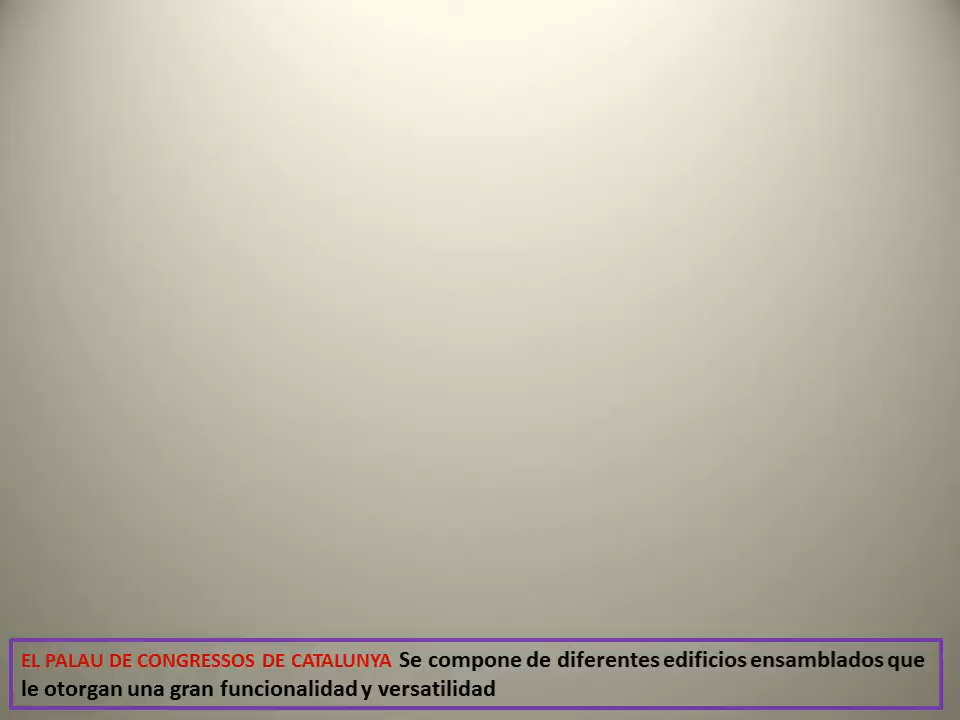 EL PALAU DE CONGRESSOS DE CATALUNYA Se compone de diferentes edificios ensamblados que
le otorgan una gran funcionalidad y versatilidad